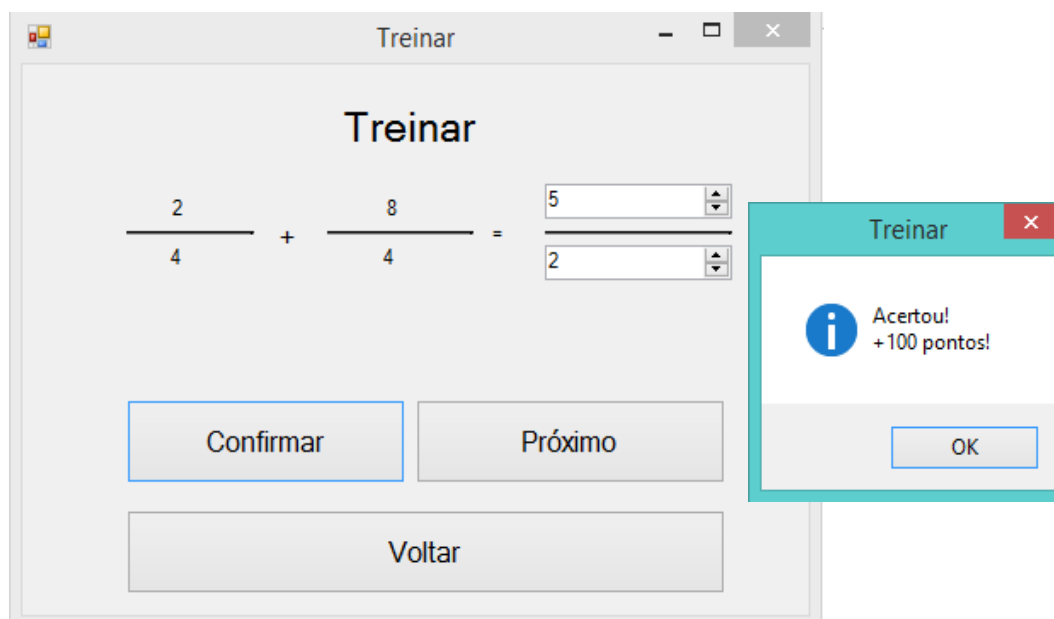 Treinar
Treinar
2
4
+
8
4
=
5
2
Confirmar
Próximo
Voltar
Treinar
Acertou!
+100 pontos!
OK